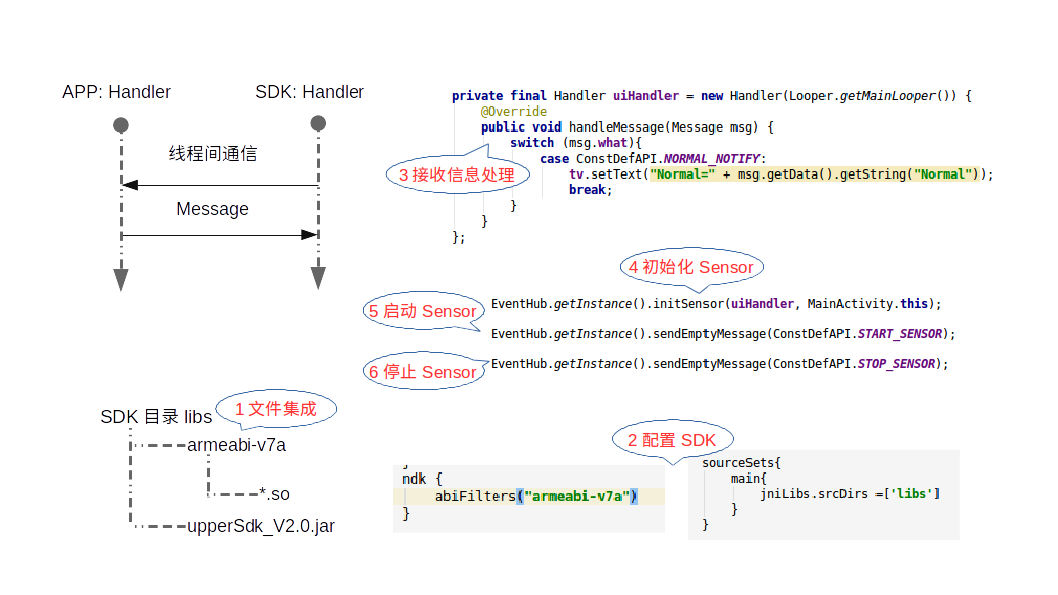 APP: Handler
SDK: Handler
线程间通信
Message
private final Handler uiHandler = new Handler(Looper.getMainLooper()) {
@Override
public void handleMessage(Message msg) {
switch (msg.what){
case ConstDefAPI.NORMAL_NOTIFY:
tv.setText("Normal=" + msg.getData().getString("Normal"));
break;
}
}
};
3 接收信息处理
4 初始化 Sensor
EventHub.getInstance().initSensor(uiHandler, MainActivity.this);
5 启动 Sensor
EventHub.getInstance().sendEmptyMessage(ConstDefAPI.START_SENSOR);
6 停止 Sensor
EventHub.getInstance().sendEmptyMessage(ConstDefAPI.STOP_SENSOR);
1 文件集成
SDK 目录 libs
armeabi-v7a
*.so
upperSdk_V2.0.jar
2 配置 SDK
}
ndk {
abiFilters("armeabi-v7a")
}
sourceSets{
main{
jniLibs.srcDirs =['libs']
}
}